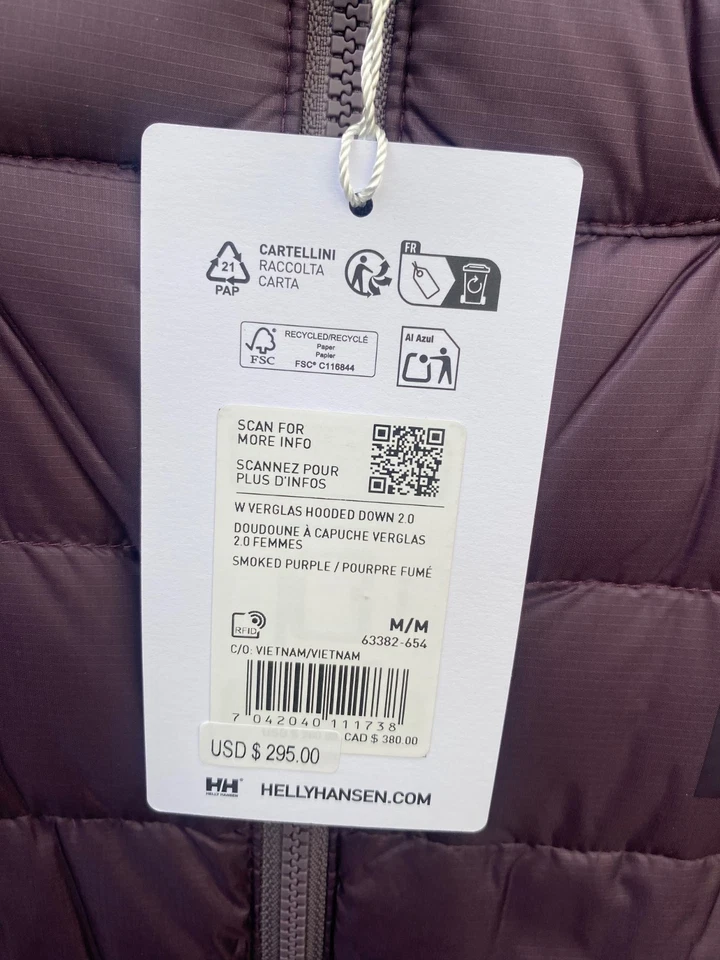 21
PAP
CARTELLINI
RACCOLTA
CARTA
FR
FSC
RECYCLED/RECYCLÉ
Paper
Papier
FSC® C116844
Al Azul
SCAN FOR
MORE INFO
SCANNEZ POUR
PLUS D'INFOS
W VERGLAS HOODED DOWN 2.0
DOUDOUNE À CAPUCHE VERGLAS
2.0 FEMMES
SMOKED PURPLE / POURPRE FUMÉ
RFID
M/M
63382-654
C/O: VIETNAM/VIETNAM
7 042040 111738
CAD $ 380.00
USD $ 295.00
HH®
HELLY HANSEN
HELLYHANSEN.COM